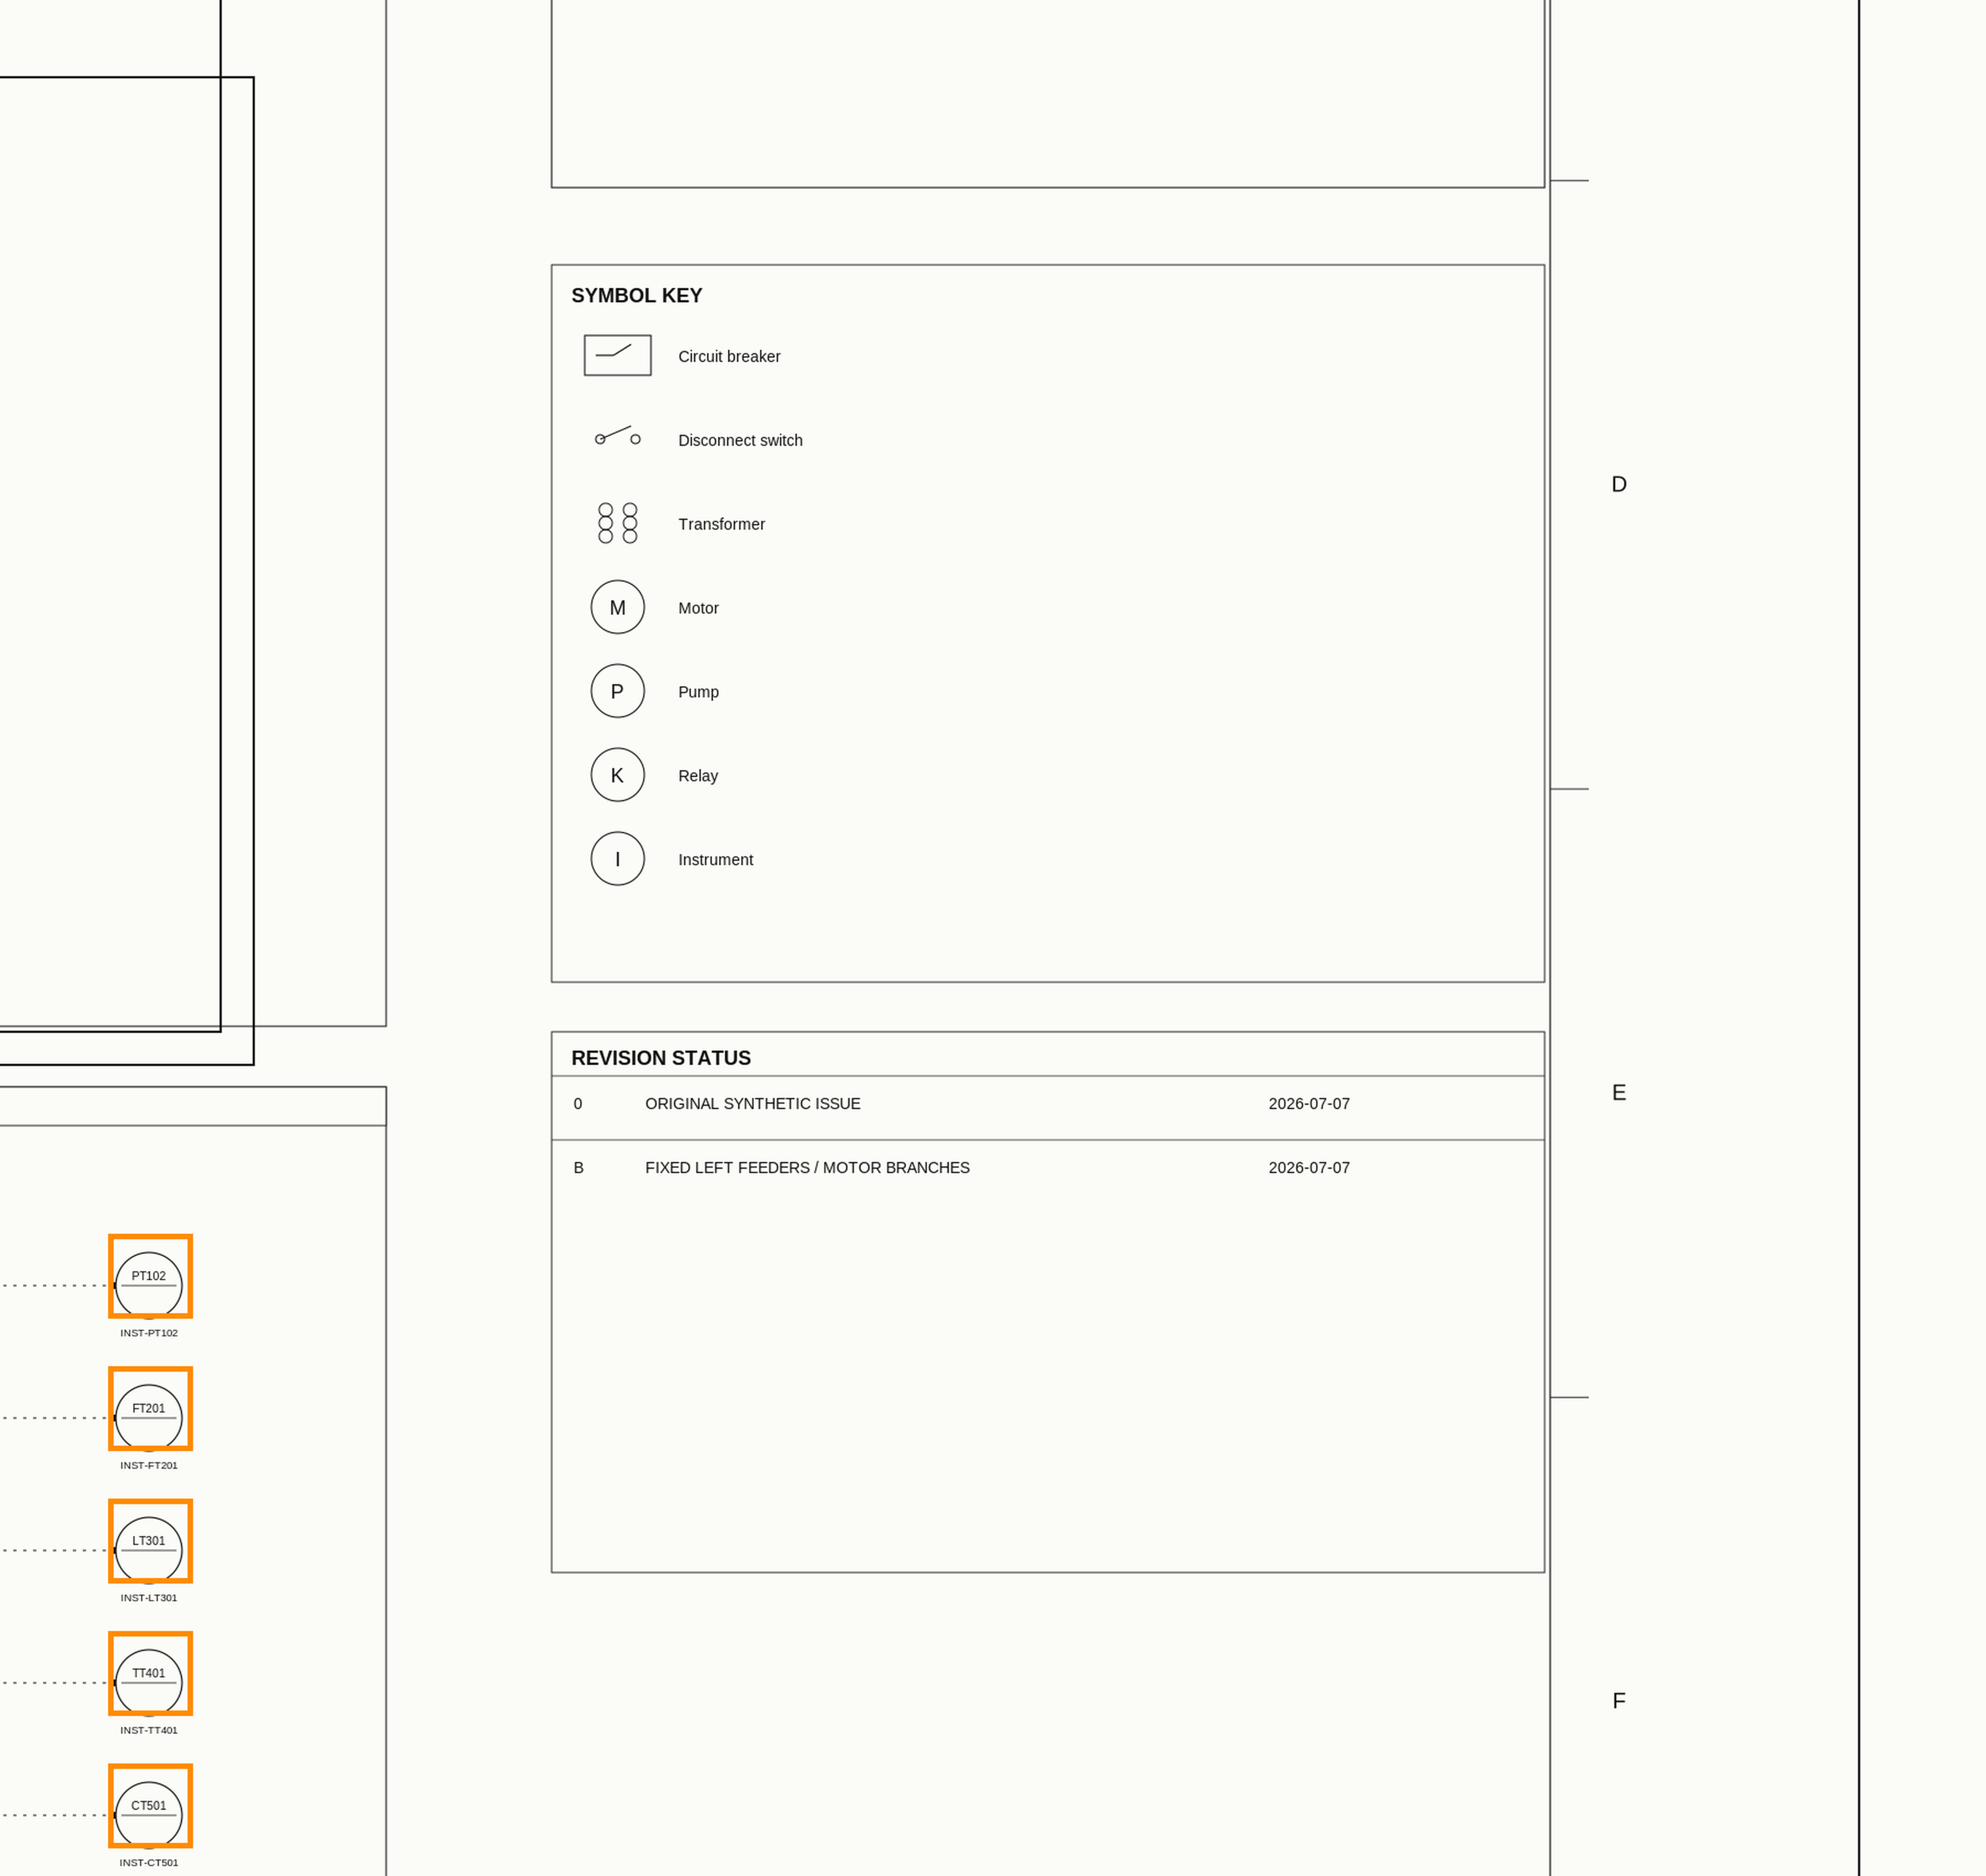 SYMBOL KEY
Circuit breaker
Disconnect switch
D
Transformer
M Motor
P Pump
K Relay
I Instrument
REVISION STATUS
0 ORIGINAL SYNTHETIC ISSUE 2026-07-07
E
B FIXED LEFT FEEDERS / MOTOR BRANCHES 2026-07-07
PT102
INST-PT102
FT201
INST-FT201
LT301
INST-LT301
TT401
INST-TT401
F
CT501
INST-CT501